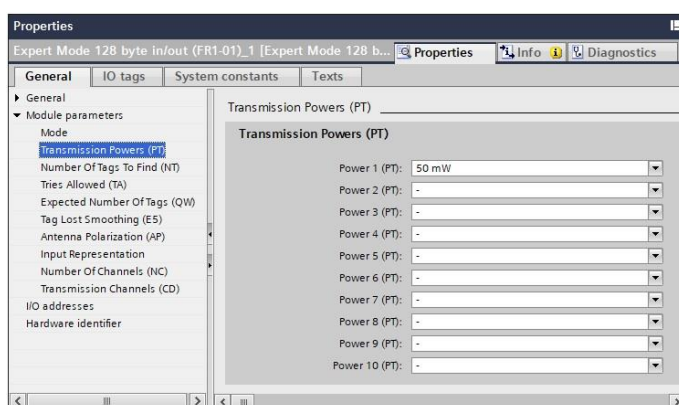 Properties
Expert Mode 128 byte in/out (FR1-01)_1 [Expert Mode 128 b... Properties Info Diagnostics
General IO tags System constants Texts
General
Module parameters
Mode
Transmission Powers (PT)
Number Of Tags To Find (NT)
Tries Allowed (TA)
Expected Number Of Tags (QW)
Tag Lost Smoothing (E5)
Antenna Polarization (AP)
Input Representation
Number Of Channels (NC)
Transmission Channels (CD)
I/O addresses
Hardware identifier
Transmission Powers (PT)
Transmission Powers (PT)
Power 1 (PT): 50 mW
Power 2 (PT): -
Power 3 (PT): -
Power 4 (PT): -
Power 5 (PT): -
Power 6 (PT): -
Power 7 (PT): -
Power 8 (PT): -
Power 9 (PT): -
Power 10 (PT): -